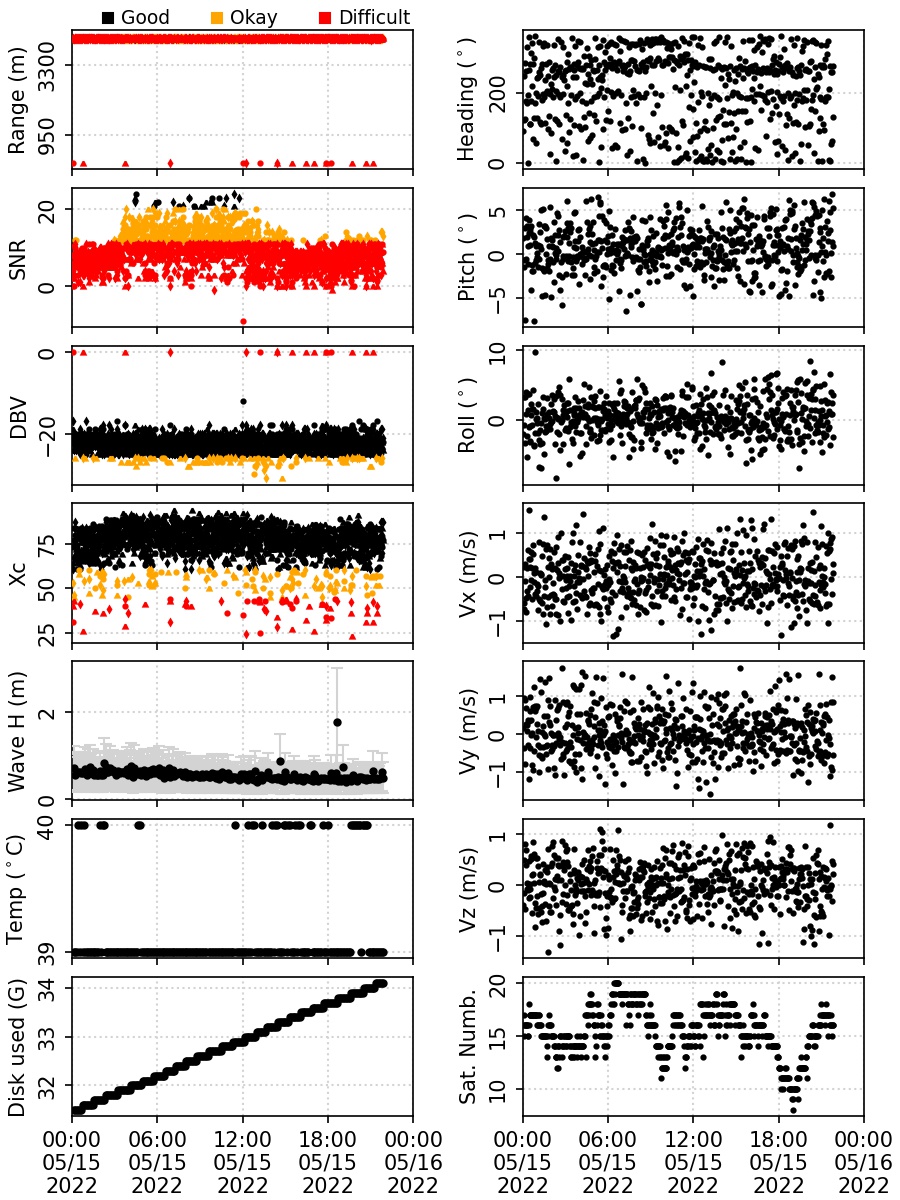 Good Okay Difficult
Range (m)
3300
950
Heading (°)
200
0
SNR
20
0
Pitch (°)
5
0
−5
DBV
0
−20
Roll (°)
10
0
Xc
75
50
25
Vx (m/s)
1
0
−1
Wave H (m)
2
0
Vy (m/s)
1
0
−1
Temp (°C)
40
39
Vz (m/s)
1
0
−1
Disk used (G)
34
33
32
Sat. Numb.
20
15
10
00:00 06:00 12:00 18:00 00:00 00:00 06:00 12:00 18:00 00:00
05/15 05/15 05/15 05/15 05/16 05/15 05/15 05/15 05/15 05/16
2022 2022 2022 2022 2022 2022 2022 2022 2022 2022